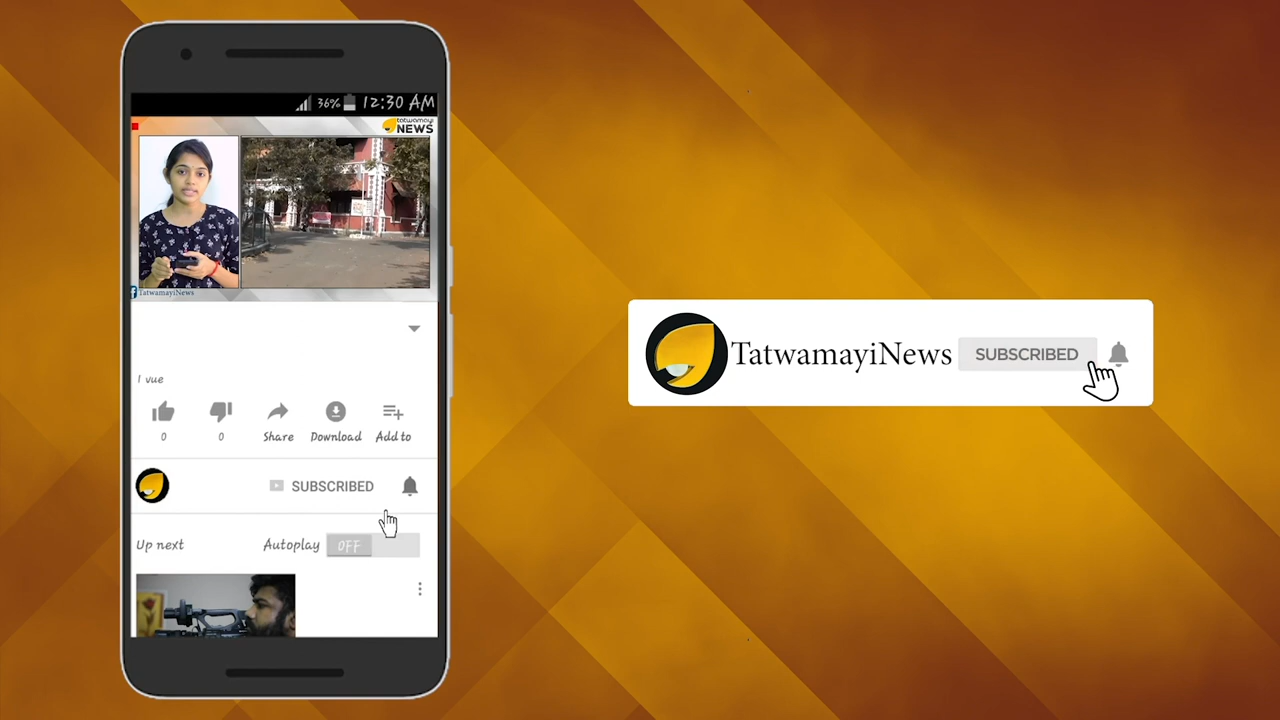 36% 12:30 AM
tatwamayi
NEWS
TatwamayiNews
1 vue
0 0 Share Download Add to
SUBSCRIBED
Up next Autoplay OFF
TatwamayiNews SUBSCRIBED